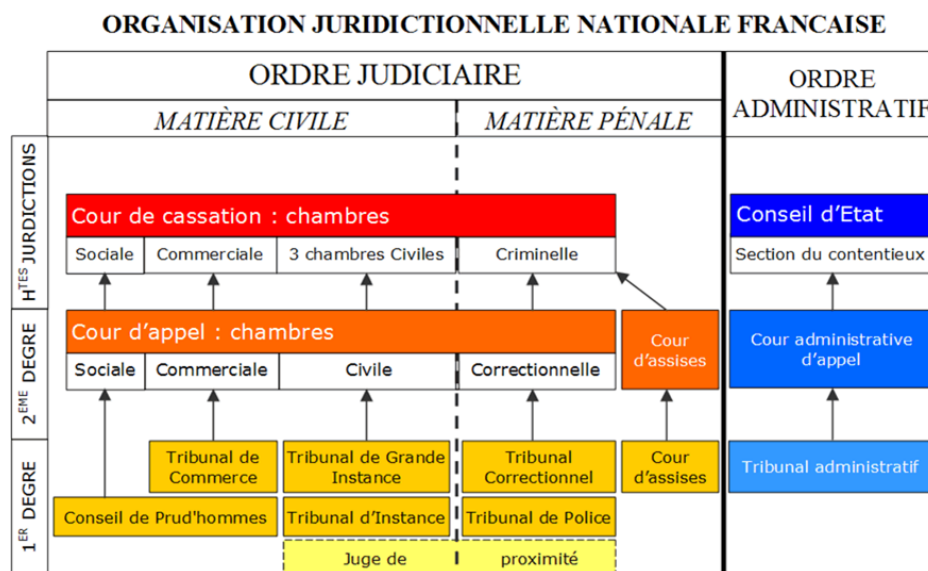 ORGANISATION JURIDICTIONNELLE NATIONALE FRANCAISE
ORDRE JUDICIAIRE
ORDRE
ADMINISTRATIF
MATIÈRE CIVILE
MATIÈRE PÉNALE
HTES JURDICTIONS
Cour de cassation : chambres
Conseil d'Etat
Sociale
Commerciale
3 chambres Civiles
Criminelle
Section du contentieux
2EME DEGRE
Cour d'appel : chambres
Cour
d'assises
Cour administrative
d'appel
Sociale
Commerciale
Civile
Correctionnelle
1ER DEGRE
Tribunal de
Commerce
Tribunal de Grande
Instance
Tribunal
Correctionnel
Cour
d'assises
Tribunal administratif
Conseil de Prud'hommes
Tribunal d'Instance
Tribunal de Police
Juge de proximité